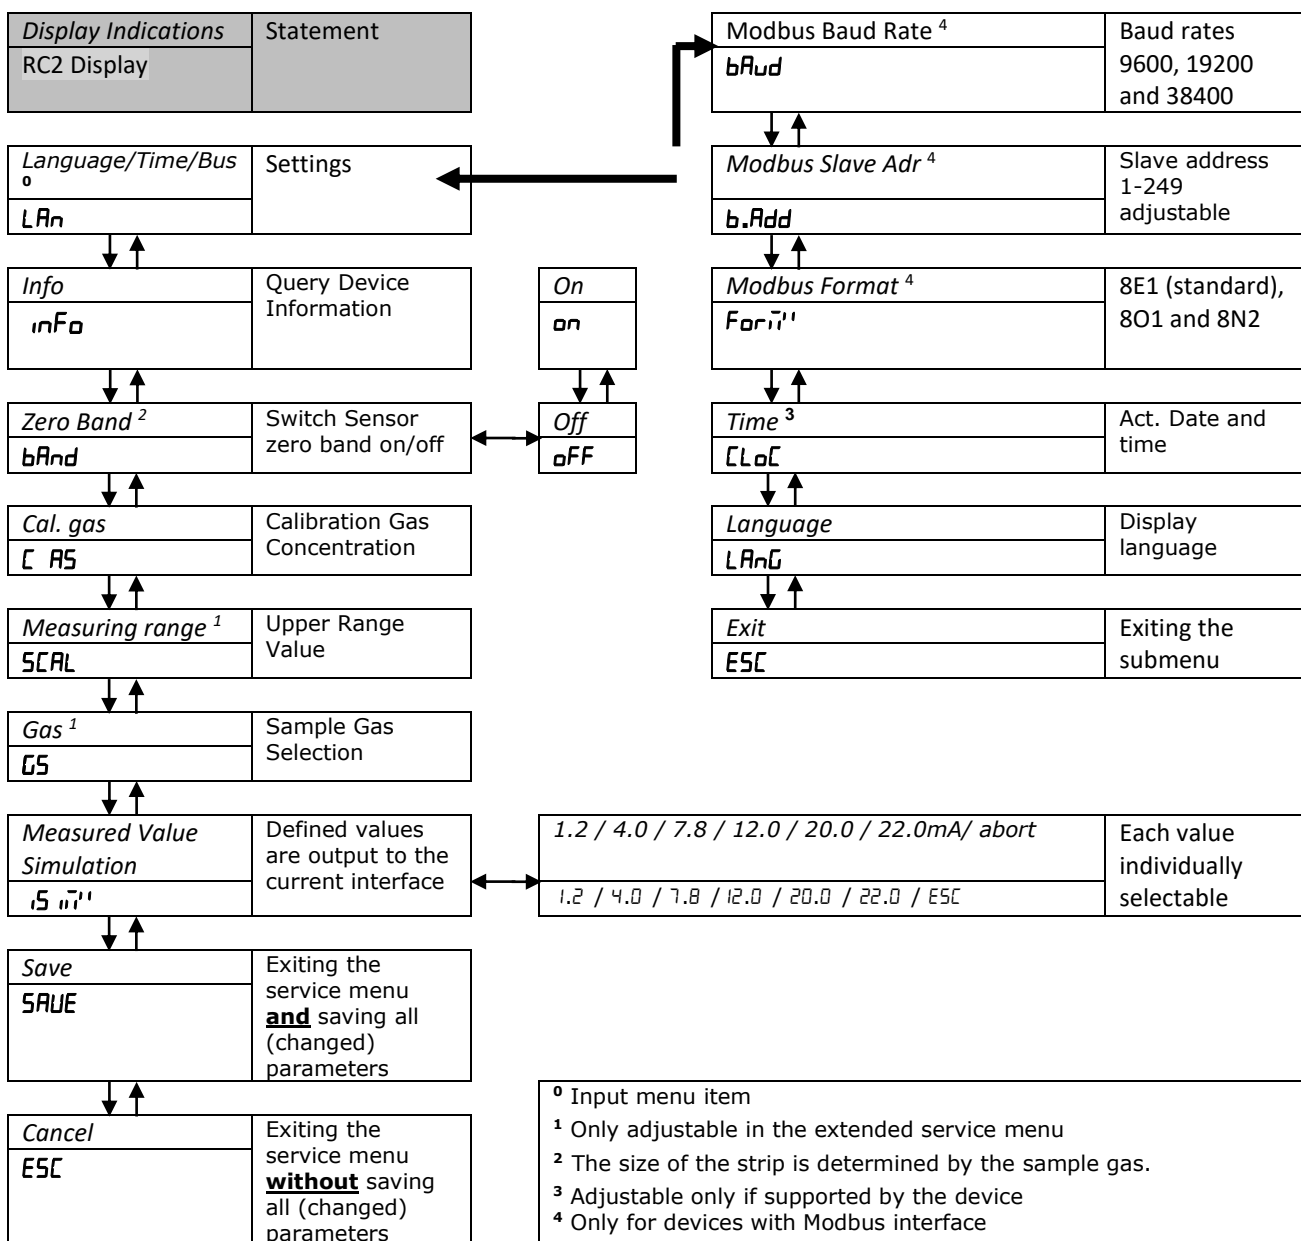 Display Indications
Statement
RC2 Display
Language/Time/Bus
0
Settings
LAn
Info
Query Device
Information
inFo
Zero Band 2
Switch Sensor
zero band on/off
bAnd
On
on
Off
oFF
Cal. gas
Calibration Gas
Concentration
C AS
Measuring range 1
Upper Range
Value
SCAL
Gas 1
Sample Gas
Selection
GS
Measured Value
Simulation
Defined values
are output to the
current interface
1.2 / 4.0 / 7.8 / 12.0 / 20.0 / 22.0mA/ abort
1.2 / 4.0 / 7.8 / 12.0 / 20.0 / 22.0 / ESC
Each value
individually
selectable
Save
Exiting the
service menu
and saving all
(changed)
parameters
SAVE
Cancel
Exiting the
service menu
without saving
all (changed)
parameters
ESC
Modbus Baud Rate 4
Baud rates
9600, 19200
and 38400
bAud
Modbus Slave Adr 4
Slave address
1-249
adjustable
b.Add
Modbus Format 4
8E1 (standard),
8O1 and 8N2
Time 3
Act. Date and
time
CLoC
Language
Display
language
LAnG
Exit
Exiting the
submenu
ESC
0 Input menu item
1 Only adjustable in the extended service menu
2 The size of the strip is determined by the sample gas.
3 Adjustable only if supported by the device
4 Only for devices with Modbus interface